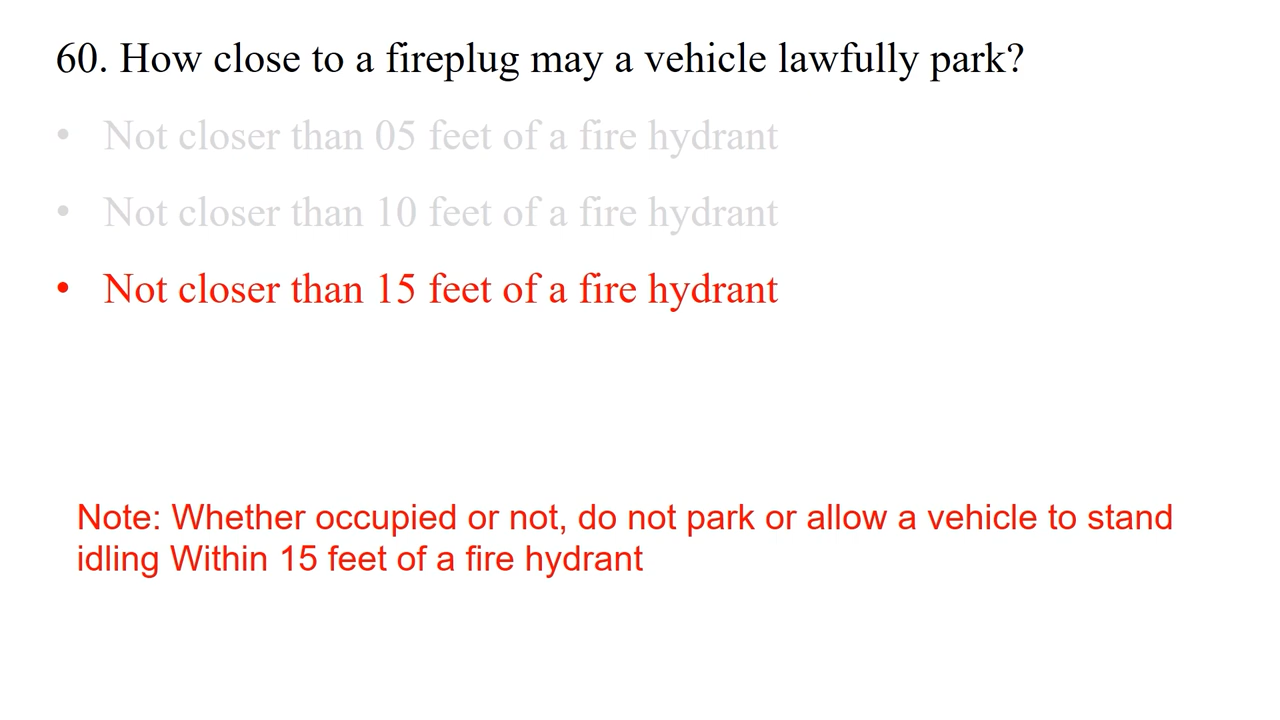 60. How close to a fireplug may a vehicle lawfully park?
• Not closer than 05 feet of a fire hydrant
• Not closer than 10 feet of a fire hydrant
• Not closer than 15 feet of a fire hydrant
Note: Whether occupied or not, do not park or allow a vehicle to stand
idling Within 15 feet of a fire hydrant